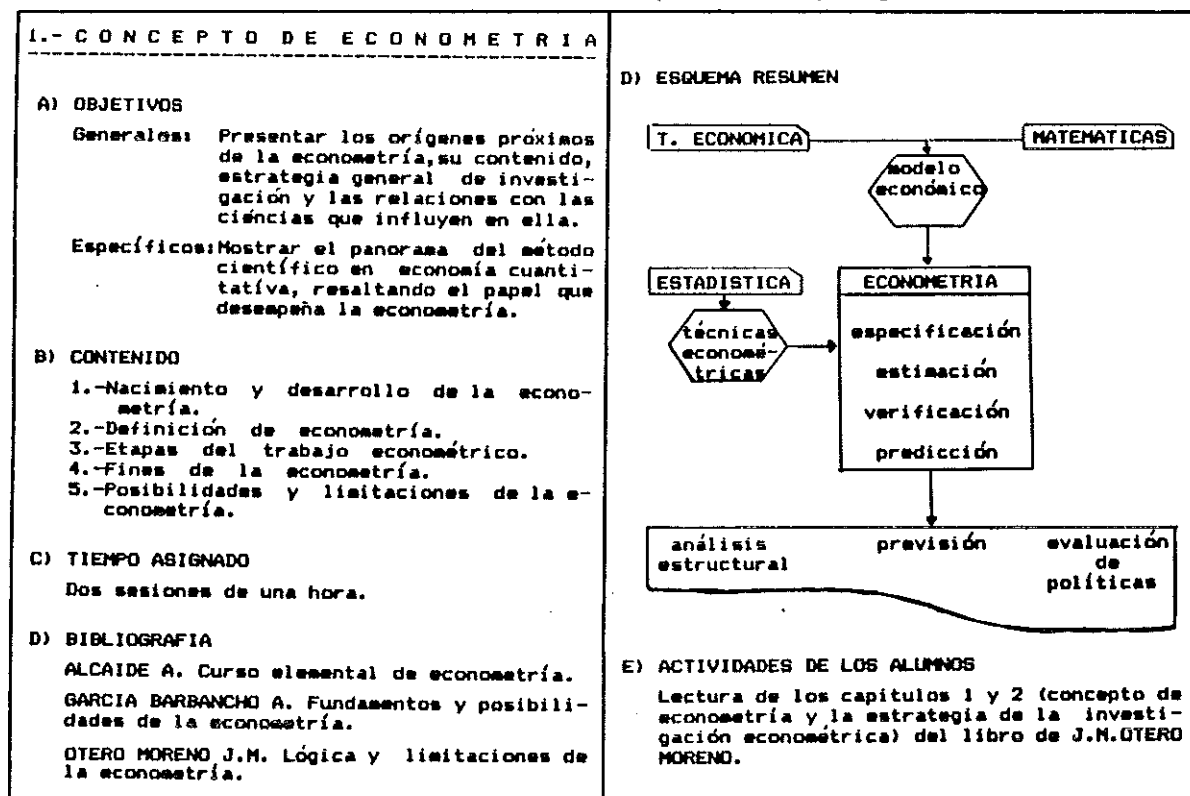 1.- C O N C E P T O D E E C O N O M E T R I A
A) OBJETIVOS
Generales: Presentar los orígenes próximos
de la econometría,su contenido,
estrategia general de investi-
gación y las relaciones con las
ciéncias que influyen en ella.
Específicos:Mostrar el panorama del método
científico en economía cuanti-
tatíva, resaltando el papel que
desempeña la econometría.
B) CONTENIDO
1.-Nacimiento y desarrollo de la econo-
metría.
2.-Definición de econometría.
3.-Etapas del trabajo econométrico.
4.-Fines de la econometría.
5.-Posibilidades y limitaciones de la e-
conometría.
C) TIEMPO ASIGNADO
Dos sesiones de una hora.
D) BIBLIOGRAFIA
ALCAIDE A. Curso elemental de econometría.
GARCIA BARBANCHO A. Fundamentos y posibili-
dades de la econometría.
OTERO MORENO J.M. Lógica y limitaciones de
la econometría.
D) ESQUEMA RESUMEN
T. ECONOMICA
MATEMATICAS
modelo
económico
ESTADISTICA
técnicas
economé-
tricas
ECONOMETRIA
especificación
estimación
verificación
predicción
análisis
estructural
previsión
evaluación
de
políticas
E) ACTIVIDADES DE LOS ALUMNOS
Lectura de los capitulos 1 y 2 (concepto de
econometría y la estrategia de la investi-
gación econométrica) del libro de J.M.OTERO
MORENO.